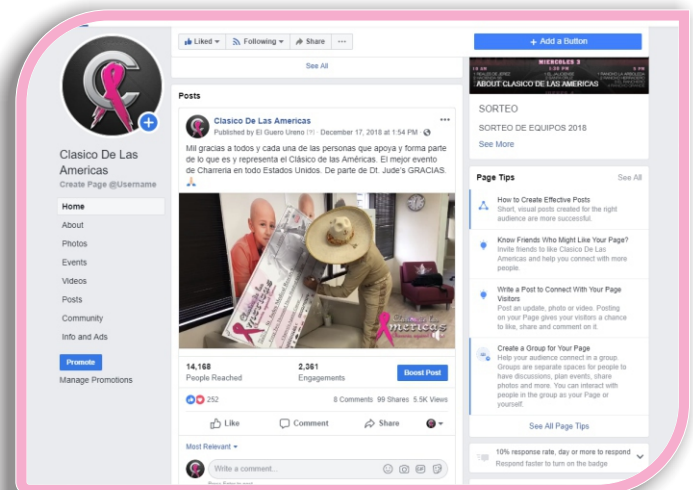 Liked
Following
Share
+ Add a Button
See All
Clasico De Las
Americas
Create Page @Username
Home
About
Photos
Events
Videos
Posts
Community
Info and Ads
Promote
Manage Promotions
Posts
Clasico De Las Americas
Published by El Guero Ureno [?] · December 17, 2018 at 1:54 PM ·
Mil gracias a todos y cada una de las personas que apoya y forma parte
de lo que es y representa el Clásico de las Américas. El mejor evento
de Charreria en todo Estados Unidos. De parte de Dt. Jude's GRACIAS.
Clasico de las
Americas
14,168
People Reached
2,361
Engagements
Boost Post
252
8 Comments 99 Shares 5.5K Views
Like
Comment
Share
Most Relevant
Write a comment...
MIERCOLES 3
ABOUT CLASICO DE LAS AMERICAS
SORTEO
SORTEO DE EQUIPOS 2018
See More
Page Tips
See All
How to Create Effective Posts
Short, visual posts created for the right
audience are more successful.
Know Friends Who Might Like Your Page?
Invite friends to like Clasico De Las
Americas and help you connect with more
people.
Write a Post to Connect With Your Page
Visitors
Post an update, photo or video. Posting
on your Page gives your visitors a chance
to like, share and comment on it.
Create a Group for Your Page
Help your audience connect in a group.
Groups are separate spaces for people to
have discussions, plan events, share
photos and more. You can interact with
people in the group as your Page or
yourself.
See All Page Tips
10% response rate, day or more to respond
Respond faster to turn on the badge